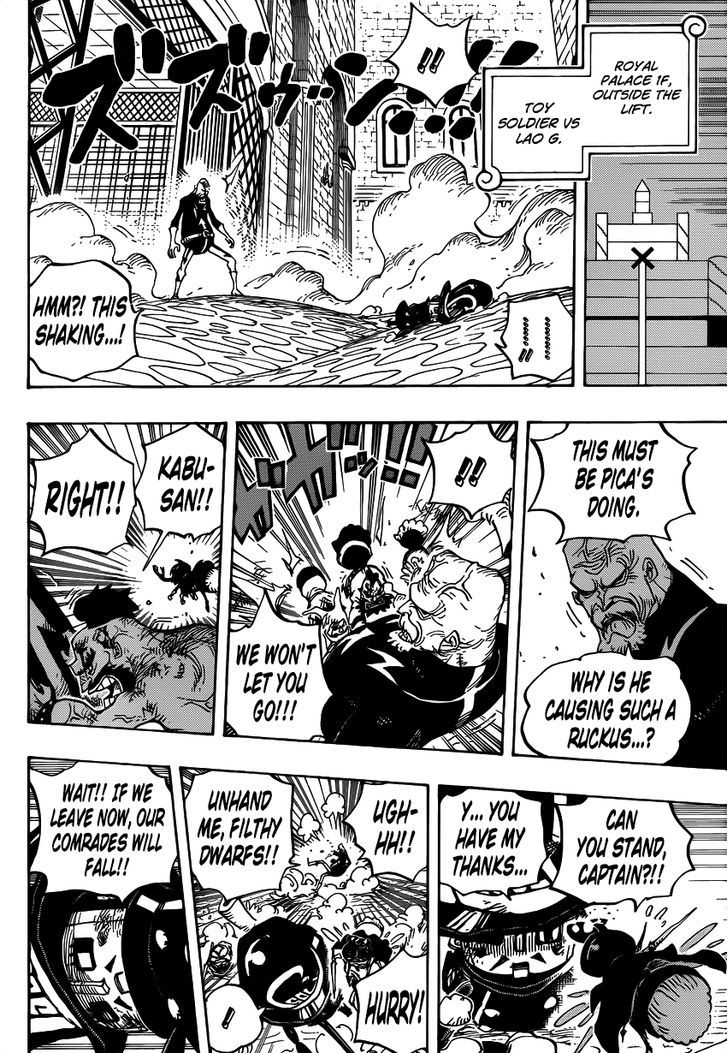 ROYAL
PALACE 1F,
OUTSIDE THE
LIFT.
TOY
SOLDIER VS
LAO G.
!!
ズズゥゥン...
HMM?! THIS
SHAKING...!
THIS MUST
BE PICA'S
DOING.
WHY IS HE
CAUSING SUCH A
RUCKUS...?
!!
WE WON'T
LET YOU
GO!!!
KABU-
SAN!!
RIGHT!!
CAN
YOU STAND,
CAPTAIN?!!
Y... YOU
HAVE MY
THANKS...
UGH-
HH!!
UNHAND
ME, FILTHY
DWARFS!!
HURRY!
WAIT!! IF WE
LEAVE NOW, OUR
COMRADES WILL
FALL!!